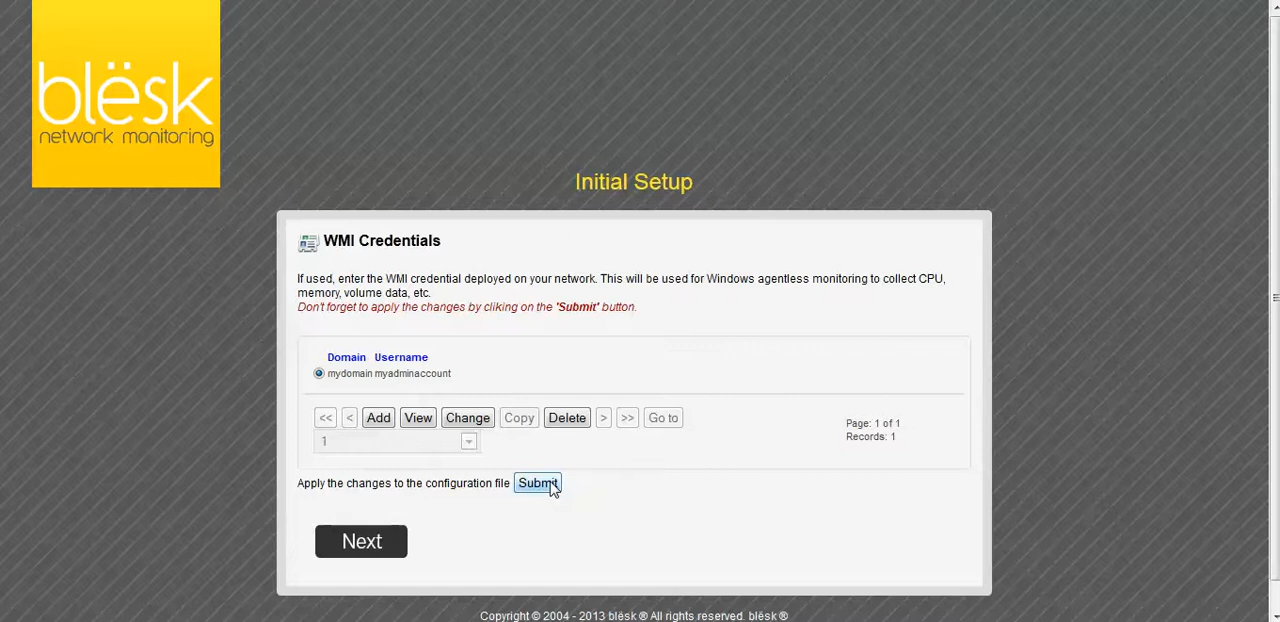 blësk
network monitoring
Initial Setup
WMI Credentials
If used, enter the WMI credential deployed on your network. This will be used for Windows agentless monitoring to collect CPU,
memory, volume data, etc.
Don't forget to apply the changes by cliking on the 'Submit' button.
Domain Username
mydomain myadminaccount
<< < Add View Change Copy Delete > >> Go to
1
Page: 1 of 1
Records: 1
Apply the changes to the configuration file Submit
Next
Copyright © 2004 - 2013 blësk ® All rights reserved. blësk ®